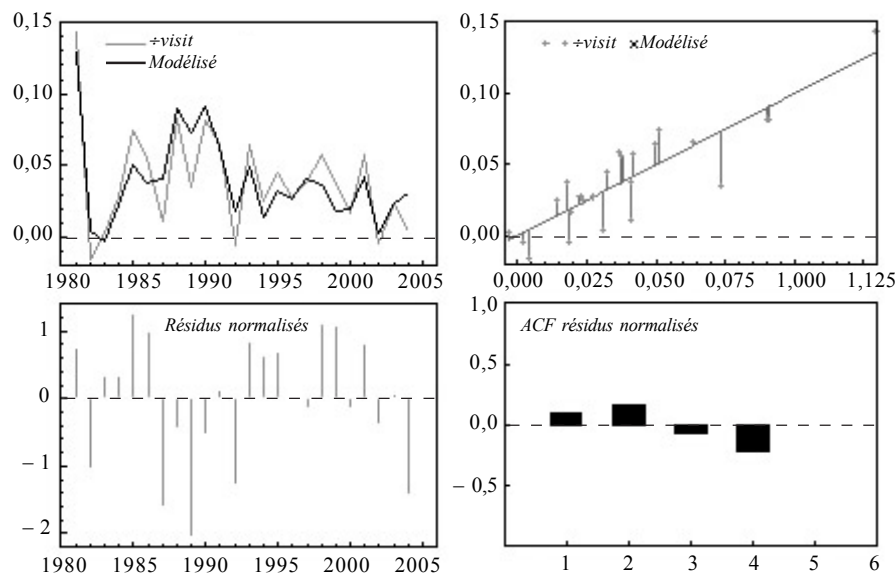 0,15
0,10
0,05
0,00
÷visit
Modélisé
1980 1985 1990 1995 2000 2005
0,15
0,10
0,05
0,00
÷visit Modélisé
0,000 0,025 0,050 0,075 1,000 1,125
1
0
– 1
– 2
Résidus normalisés
1980 1985 1990 1995 2000 2005
1,0
0,5
0,0
– 0,5
ACF résidus normalisés
1 2 3 4 5 6